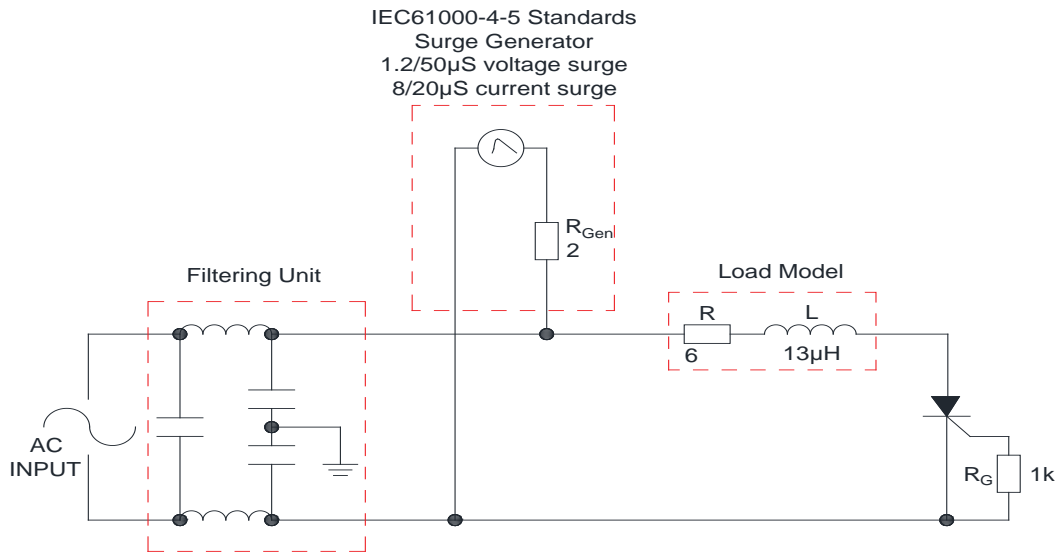 IEC61000-4-5 Standards
Surge Generator
1.2/50µS voltage surge
8/20µS current surge
RGen
2
Filtering Unit
Load Model
R
L
6
13µH
AC
INPUT
RG
1k